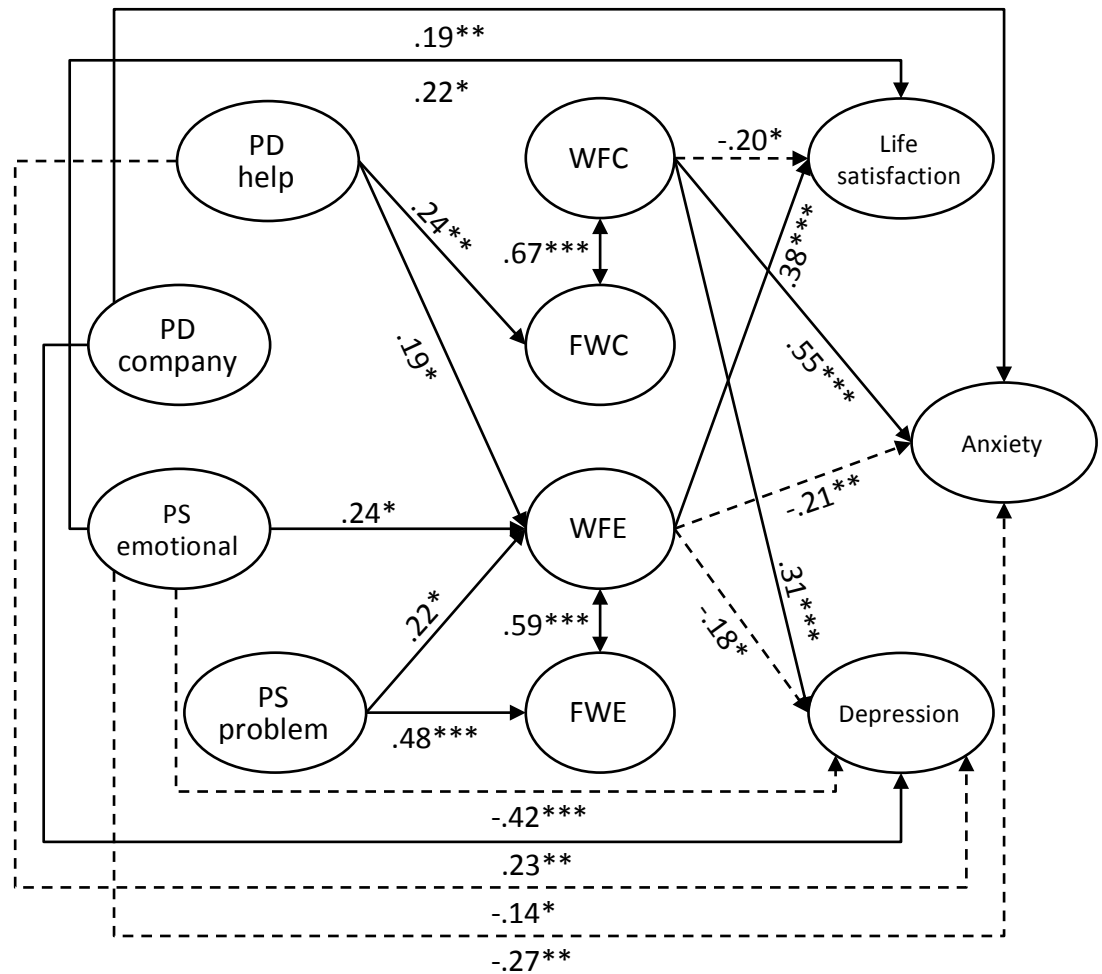 .19**
.22*
PD
help
WFC
-.20*
Life
satisfaction
.24**
.67***
.38***
PD
company
.19*
FWC
.55***
Anxiety
PS
emotional
.24*
WFE
-.21**
.22*
.59***
-.18*
.31***
PS
problem
.48***
FWE
Depression
-.42***
.23**
-.14*
-.27**